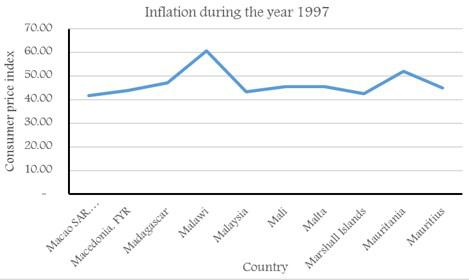 Inflation during the year 1997
Consumer price index
70.00
60.00
50.00
40.00
30.00
20.00
10.00
-
Macao SAR,...
Macedonia, FYR
Madagascar
Malawi
Malaysia
Mali
Malta
Marshall Islands
Mauritania
Mauritius
Country